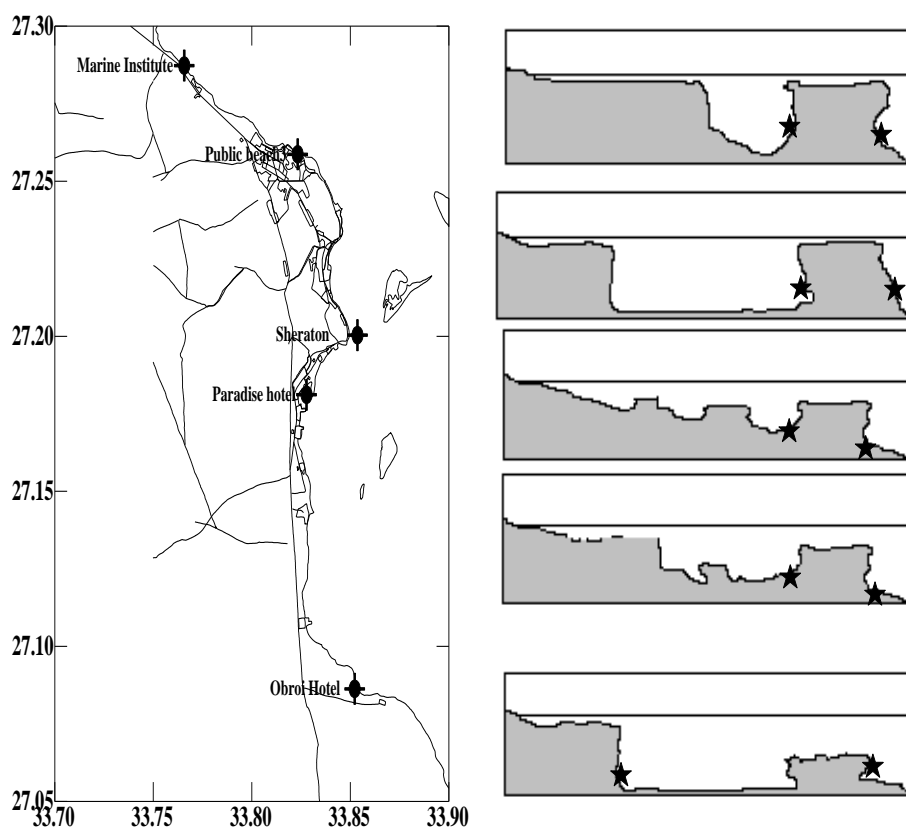 27.30
Marine Institute
Public beach
27.25
27.20
Sheraton
Paradise hotel
27.15
27.10
Obroi Hotel
27.05
33.70 33.75 33.80 33.85 33.90